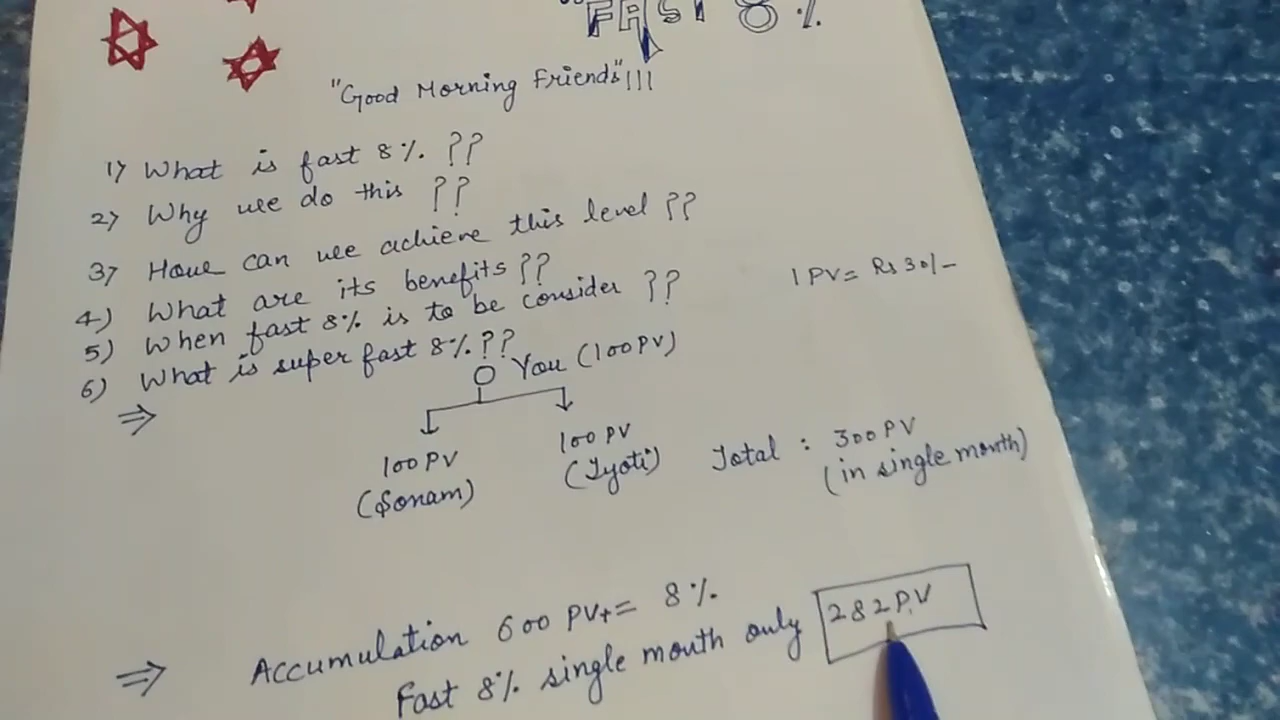 "FAST 8%
"Good Morning Friends"!!!
1) What is fast 8%. ??
2) Why we do this ??
3) How can we achieve this level ??
4) What are its benefits ??
5) When fast 8% is to be consider ??
6) What is super fast 8%. ??
1 PV = Rs 30/-
⇒ You (100 PV)
100 PV
(Sonam)
100 PV
(Jyoti)
Total : 300 PV
(in single month)
⇒ Accumulation 600 PV+ = 8%
Fast 8% single month only 282 PV